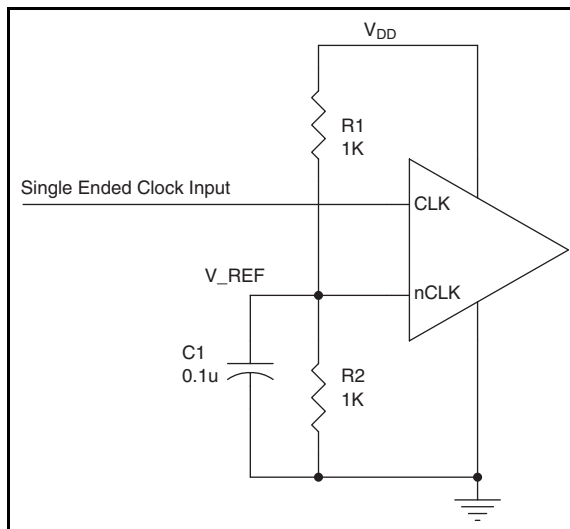 VDD
R1
1K
Single Ended Clock Input
CLK
V_REF
nCLK
C1
0.1u
R2
1K